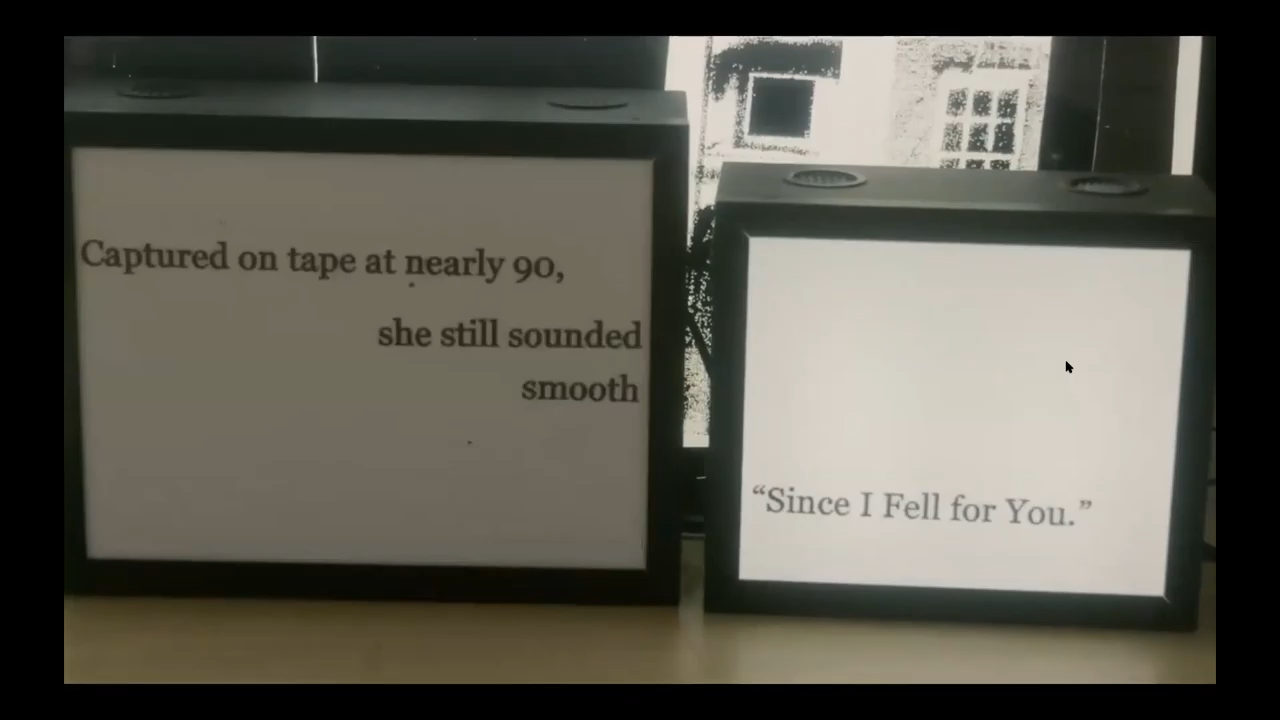 Captured on tape at nearly 90,
she still sounded
smooth
“Since I Fell for You.”